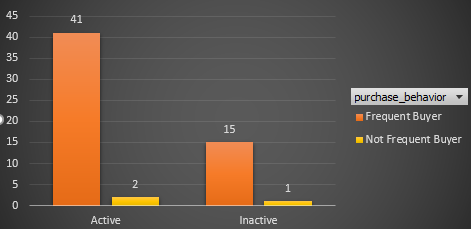 45
40
35
30
25
20
15
10
5
0
41
2
15
1
Active
Inactive
purchase_behavior
Frequent Buyer
Not Frequent Buyer